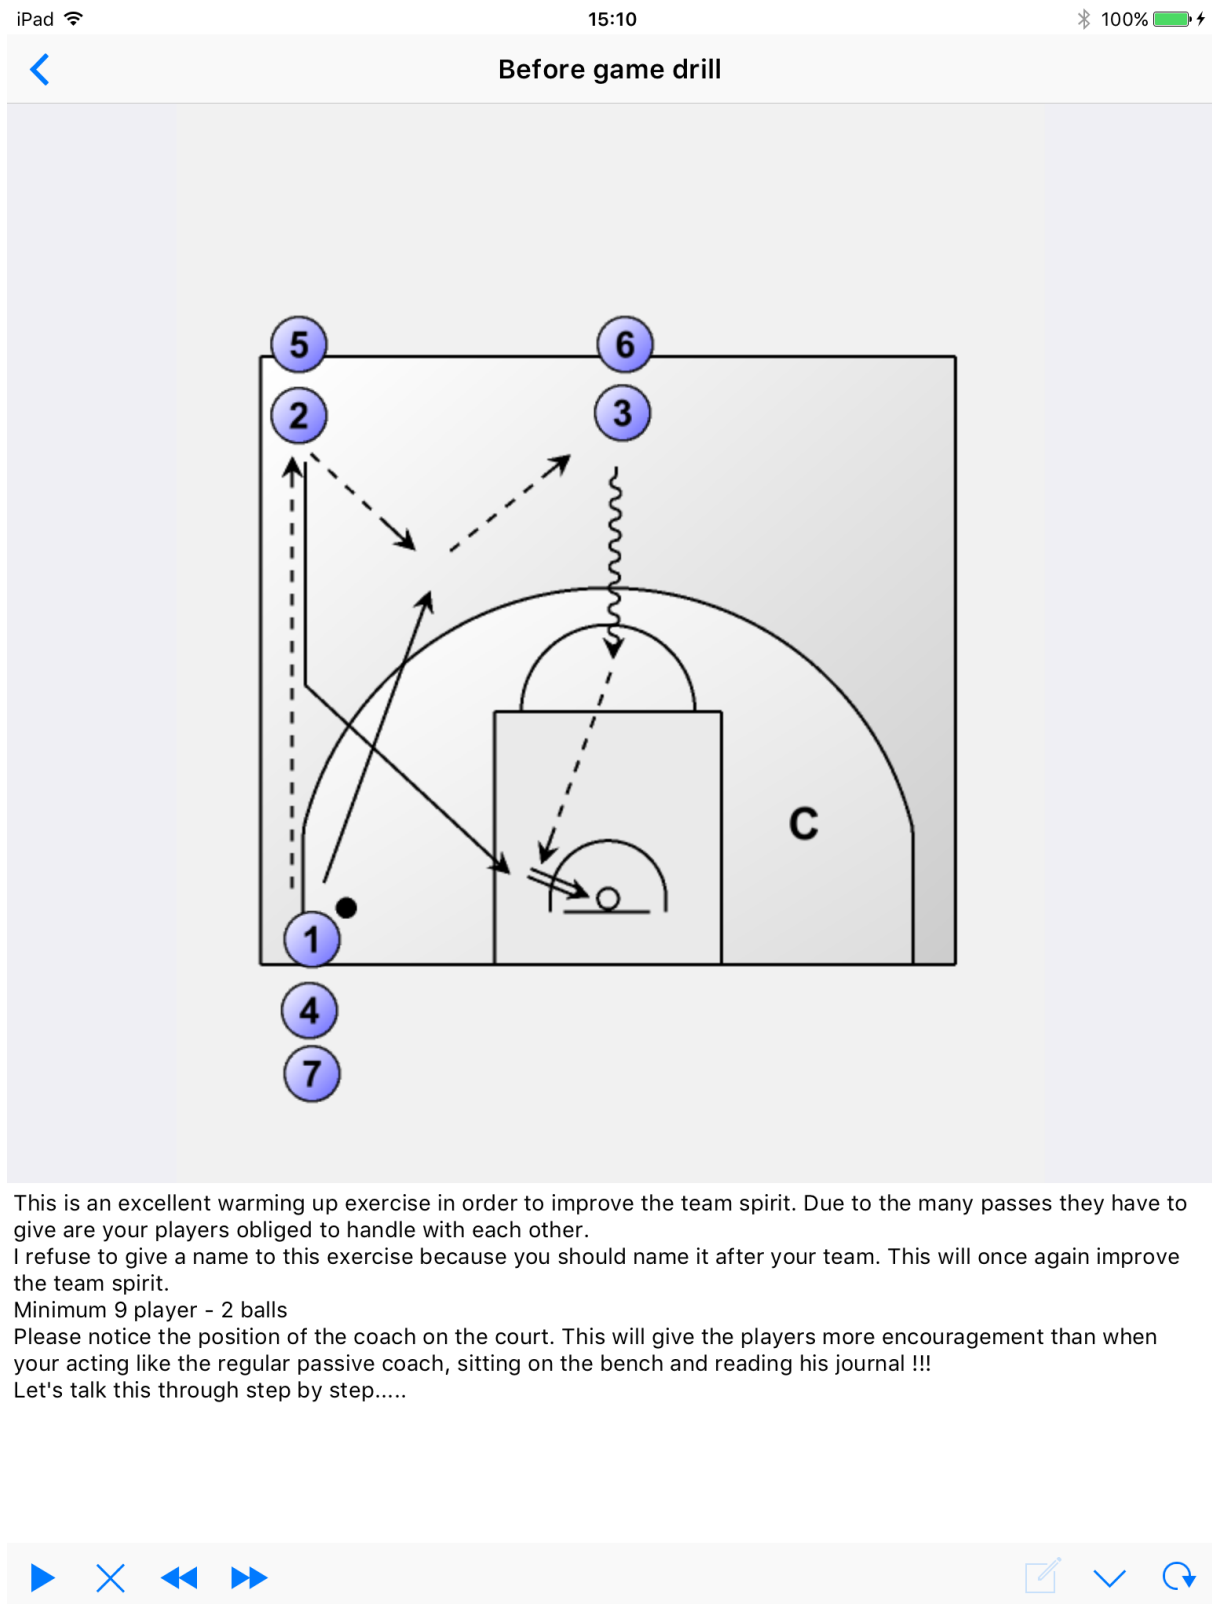 iPad 15:10 100%
Before game drill
5 6
2 3
C
1
4
7
This is an excellent warming up exercise in order to improve the team spirit. Due to the many passes they have to
give are your players obliged to handle with each other.
I refuse to give a name to this exercise because you should name it after your team. This will once again improve
the team spirit.
Minimum 9 player - 2 balls
Please notice the position of the coach on the court. This will give the players more encouragement than when
your acting like the regular passive coach, sitting on the bench and reading his journal !!!
Let's talk this through step by step.....